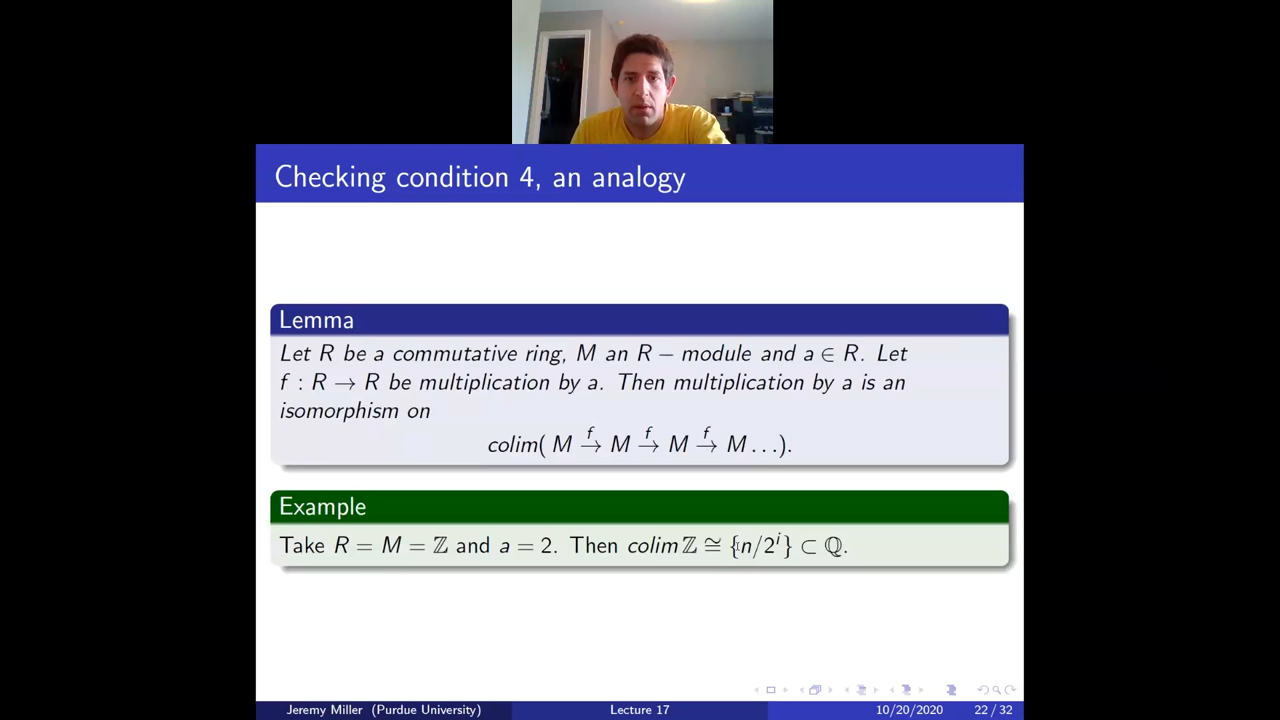 Checking condition 4, an analogy
Lemma
Let R be a commutative ring, M an R − module and a ∈ R. Let
f : R → R be multiplication by a. Then multiplication by a is an
isomorphism on
colim( M →^f M →^f M →^f M . . .).
Example
Take R = M = ℤ and a = 2. Then colim ℤ ≅ {n/2^i} ⊂ ℚ.
Jeremy Miller (Purdue University) Lecture 17 10/20/2020 22 / 32